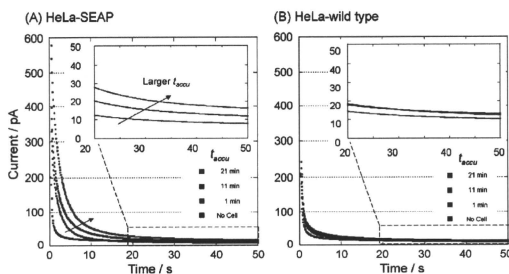 (A) HeLa-SEAP
600
500
400
300
200
100
0
Current / pA
0 10 20 30 40 50
Time / s
50
40
30
20
10
0
20 30 40 50
Larger taccu
taccu
21 min
11 min
1 min
No Cell
(B) HeLa-wild type
600
500
400
300
200
100
0
0 10 20 30 40 50
Time / s
50
40
30
20
10
0
20 30 40 50
taccu
21 min
11 min
1 min
No Cell